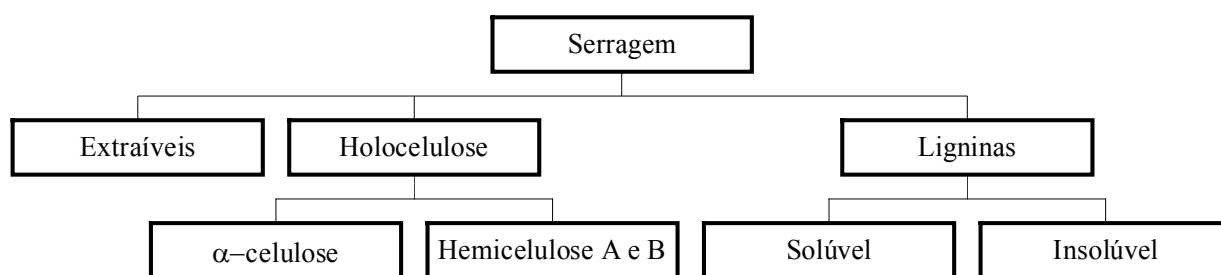 Serragem
Extraíveis
Holocelulose
Ligninas
α−celulose
Hemicelulose A e B
Solúvel
Insolúvel